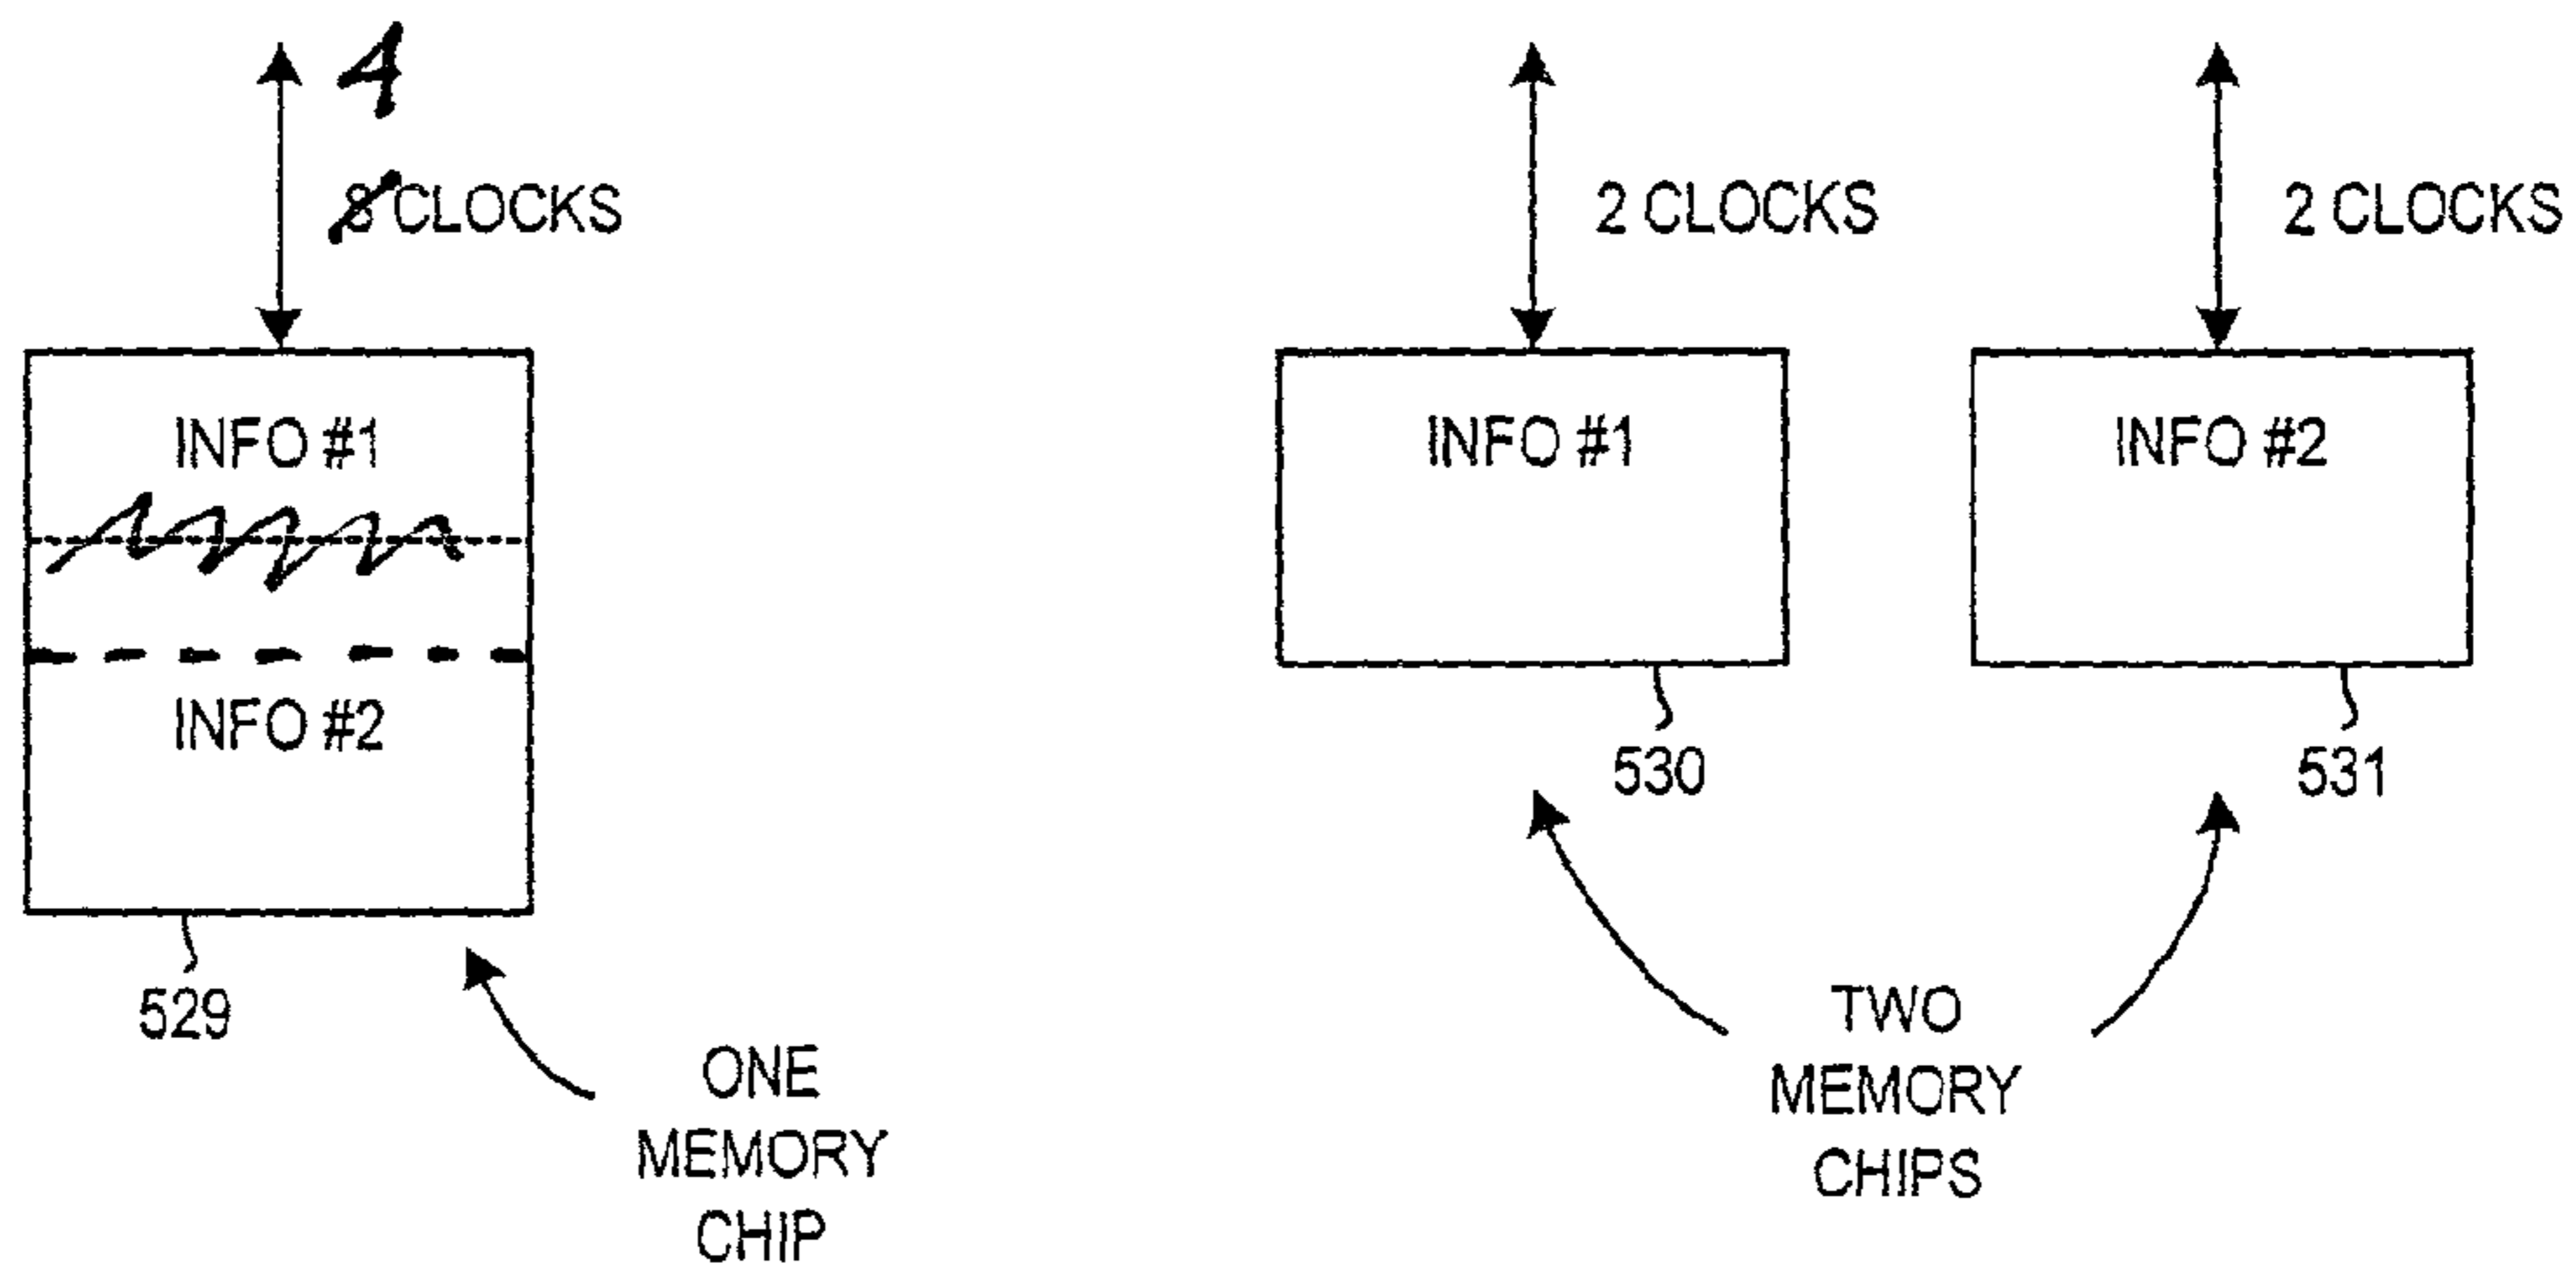 4
8 CLOCKS
INFO #1
INFO #2
529
ONE
MEMORY
CHIP
2 CLOCKS
INFO #1
530
2 CLOCKS
INFO #2
531
TWO
MEMORY
CHIPS